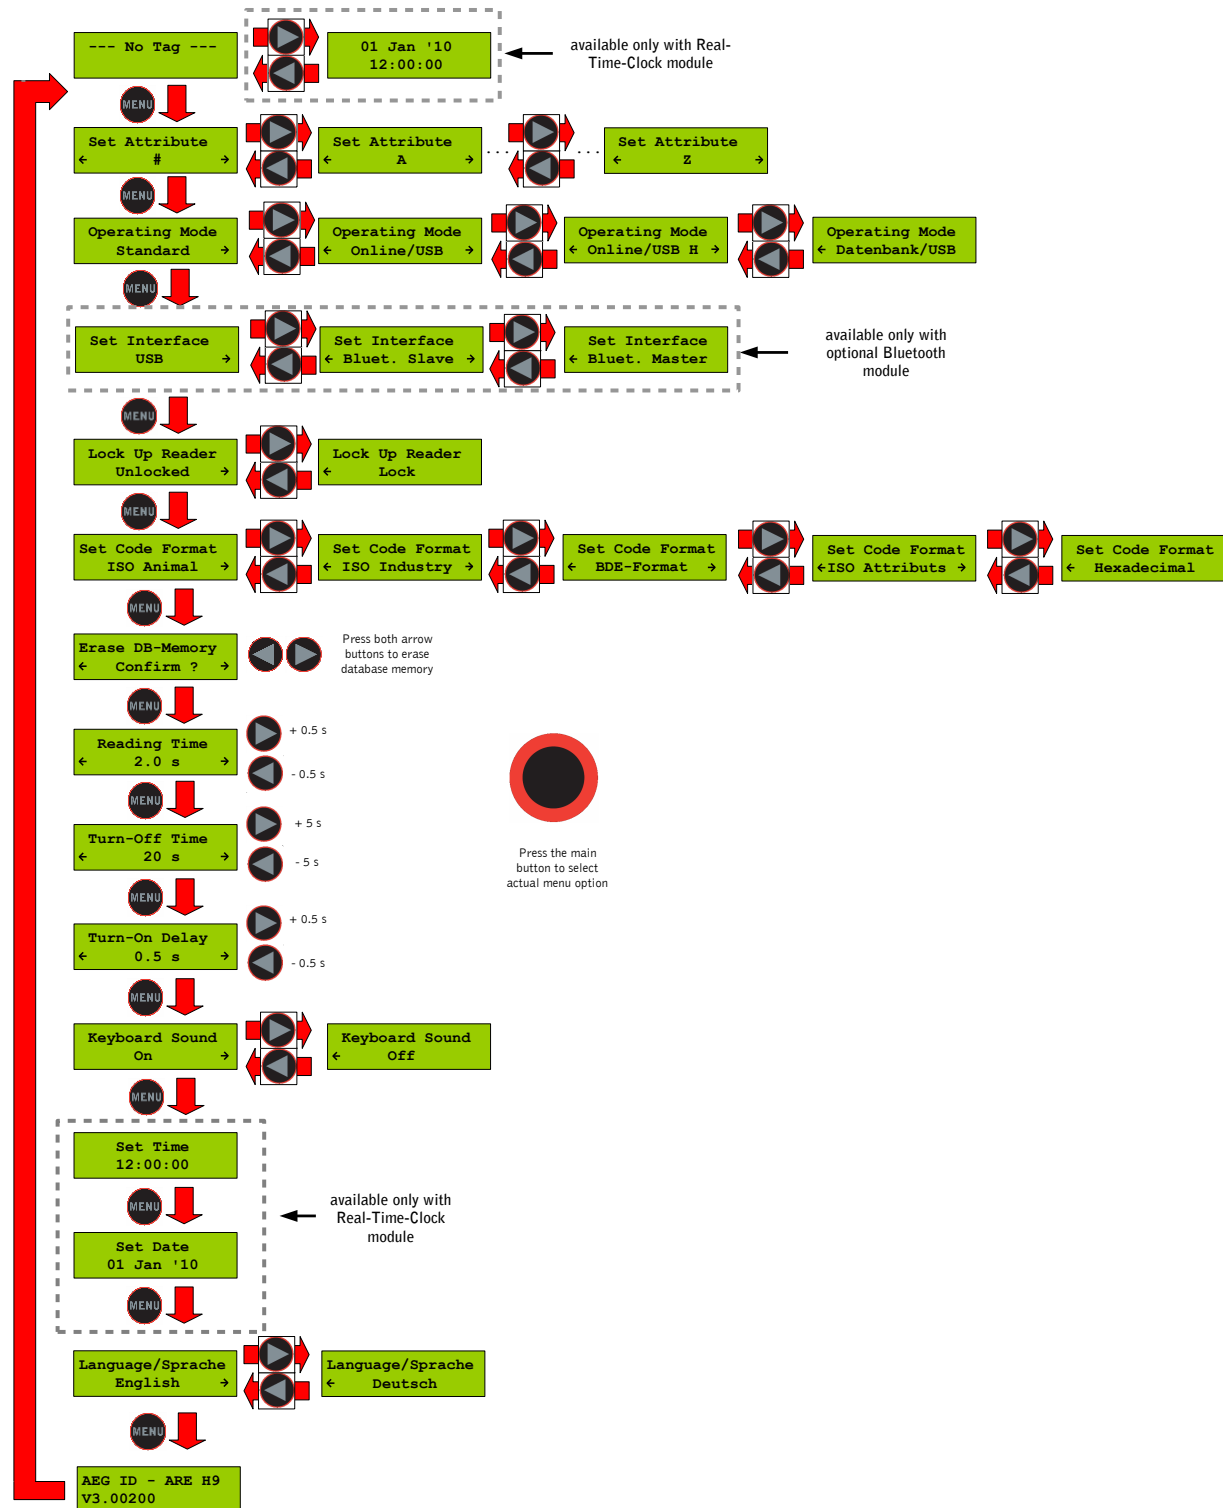 --- No Tag ---
01 Jan '10
12:00:00
available only with Real-
Time-Clock module
MENU
Set Attribute
← # →
Set Attribute
← A →
. . . . . . .
Set Attribute
← Z →
MENU
Operating Mode
Standard →
Operating Mode
← Online/USB →
Operating Mode
← Online/USB H →
Operating Mode
← Datenbank/USB
MENU
Set Interface
USB →
Set Interface
← Bluet. Slave →
Set Interface
← Bluet. Master
available only with
optional Bluetooth
module
MENU
Lock Up Reader
Unlocked →
Lock Up Reader
← Lock
MENU
Set Code Format
ISO Animal →
Set Code Format
← ISO Industry →
Set Code Format
← BDE-Format →
Set Code Format
←ISO Attributs →
Set Code Format
← Hexadecimal
MENU
Erase DB-Memory
← Confirm ? →
Press both arrow
buttons to erase
database memory
MENU
Reading Time
← 2.0 s →
+ 0.5 s
- 0.5 s
MENU
Turn-Off Time
← 20 s →
+ 5 s
- 5 s
Press the main
button to select
actual menu option
MENU
Turn-On Delay
← 0.5 s →
+ 0.5 s
- 0.5 s
MENU
Keyboard Sound
On →
Keyboard Sound
← Off
MENU
Set Time
12:00:00
MENU
available only with
Real-Time-Clock
module
Set Date
01 Jan '10
MENU
Language/Sprache
English →
Language/Sprache
← Deutsch
MENU
AEG ID - ARE H9
V3.00200